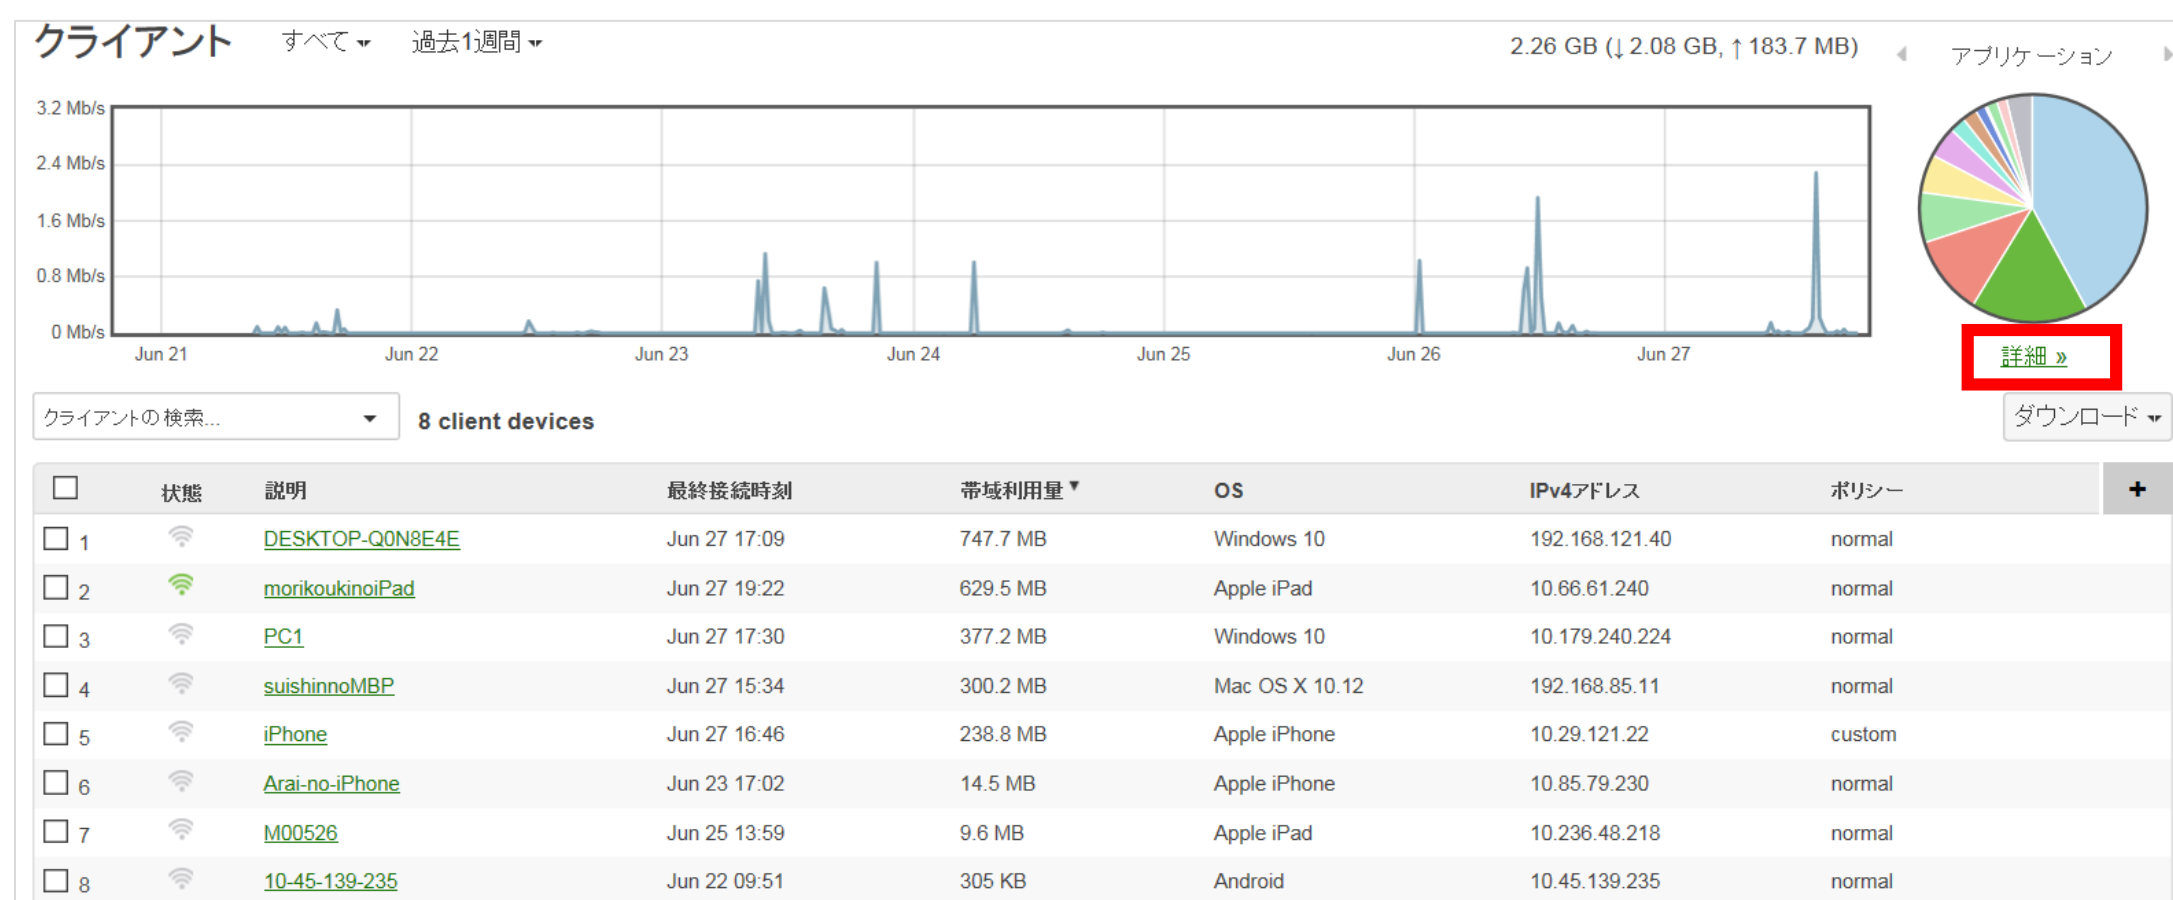 クライアント すべて 過去1週間 2.26 GB (↓ 2.08 GB, ↑ 183.7 MB) アプリケーション
3.2 Mb/s
2.4 Mb/s
1.6 Mb/s
0.8 Mb/s
0 Mb/s
Jun 21 Jun 22 Jun 23 Jun 24 Jun 25 Jun 26 Jun 27
詳細 »
クライアントの検索... 8 client devices ダウンロード
状態 説明 最終接続時刻 帯域利用量▼ OS IPv4アドレス ポリシー +
1 DESKTOP-Q0N8E4E Jun 27 17:09 747.7 MB Windows 10 192.168.121.40 normal
2 morikoukinoiPad Jun 27 19:22 629.5 MB Apple iPad 10.66.61.240 normal
3 PC1 Jun 27 17:30 377.2 MB Windows 10 10.179.240.224 normal
4 suishinnoMBP Jun 27 15:34 300.2 MB Mac OS X 10.12 192.168.85.11 normal
5 iPhone Jun 27 16:46 238.8 MB Apple iPhone 10.29.121.22 custom
6 Arai-no-iPhone Jun 23 17:02 14.5 MB Apple iPhone 10.85.79.230 normal
7 M00526 Jun 25 13:59 9.6 MB Apple iPad 10.236.48.218 normal
8 10-45-139-235 Jun 22 09:51 305 KB Android 10.45.139.235 normal